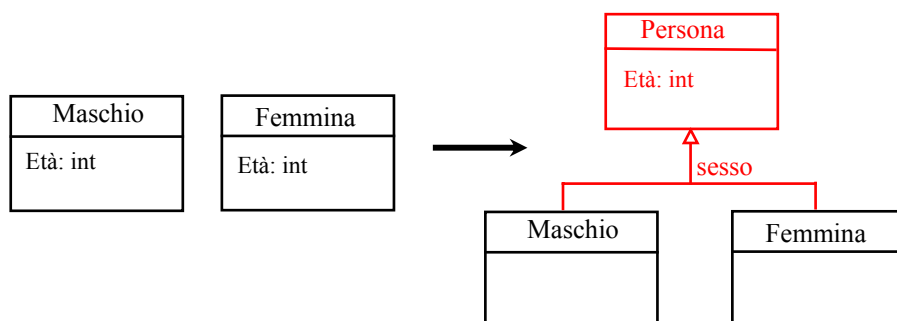 Maschio
Età: int
Femmina
Età: int
Persona
Età: int
sesso
Maschio
Femmina